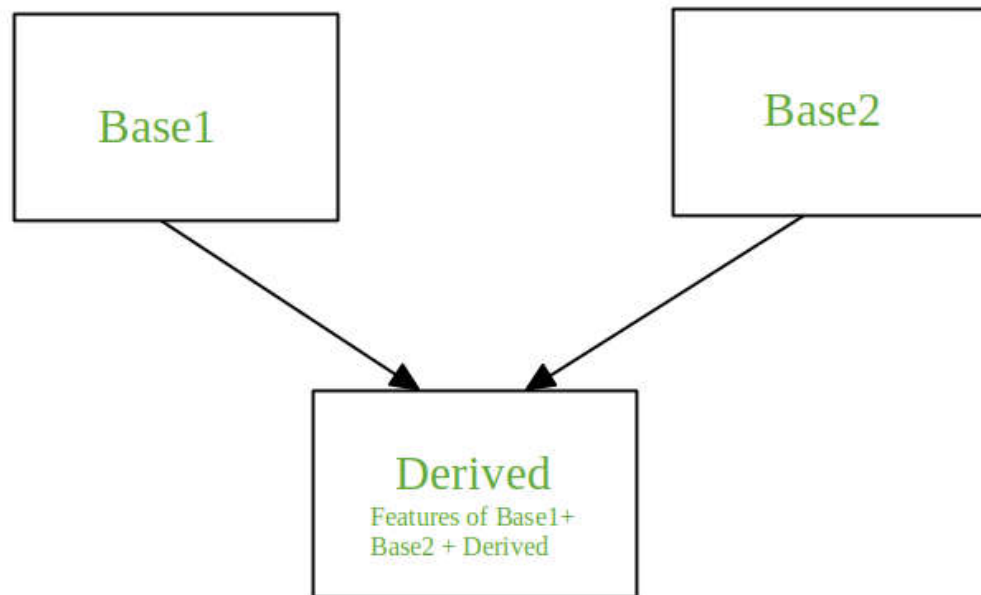 Base1
Base2
Derived
Features of Base1+
Base2 + Derived